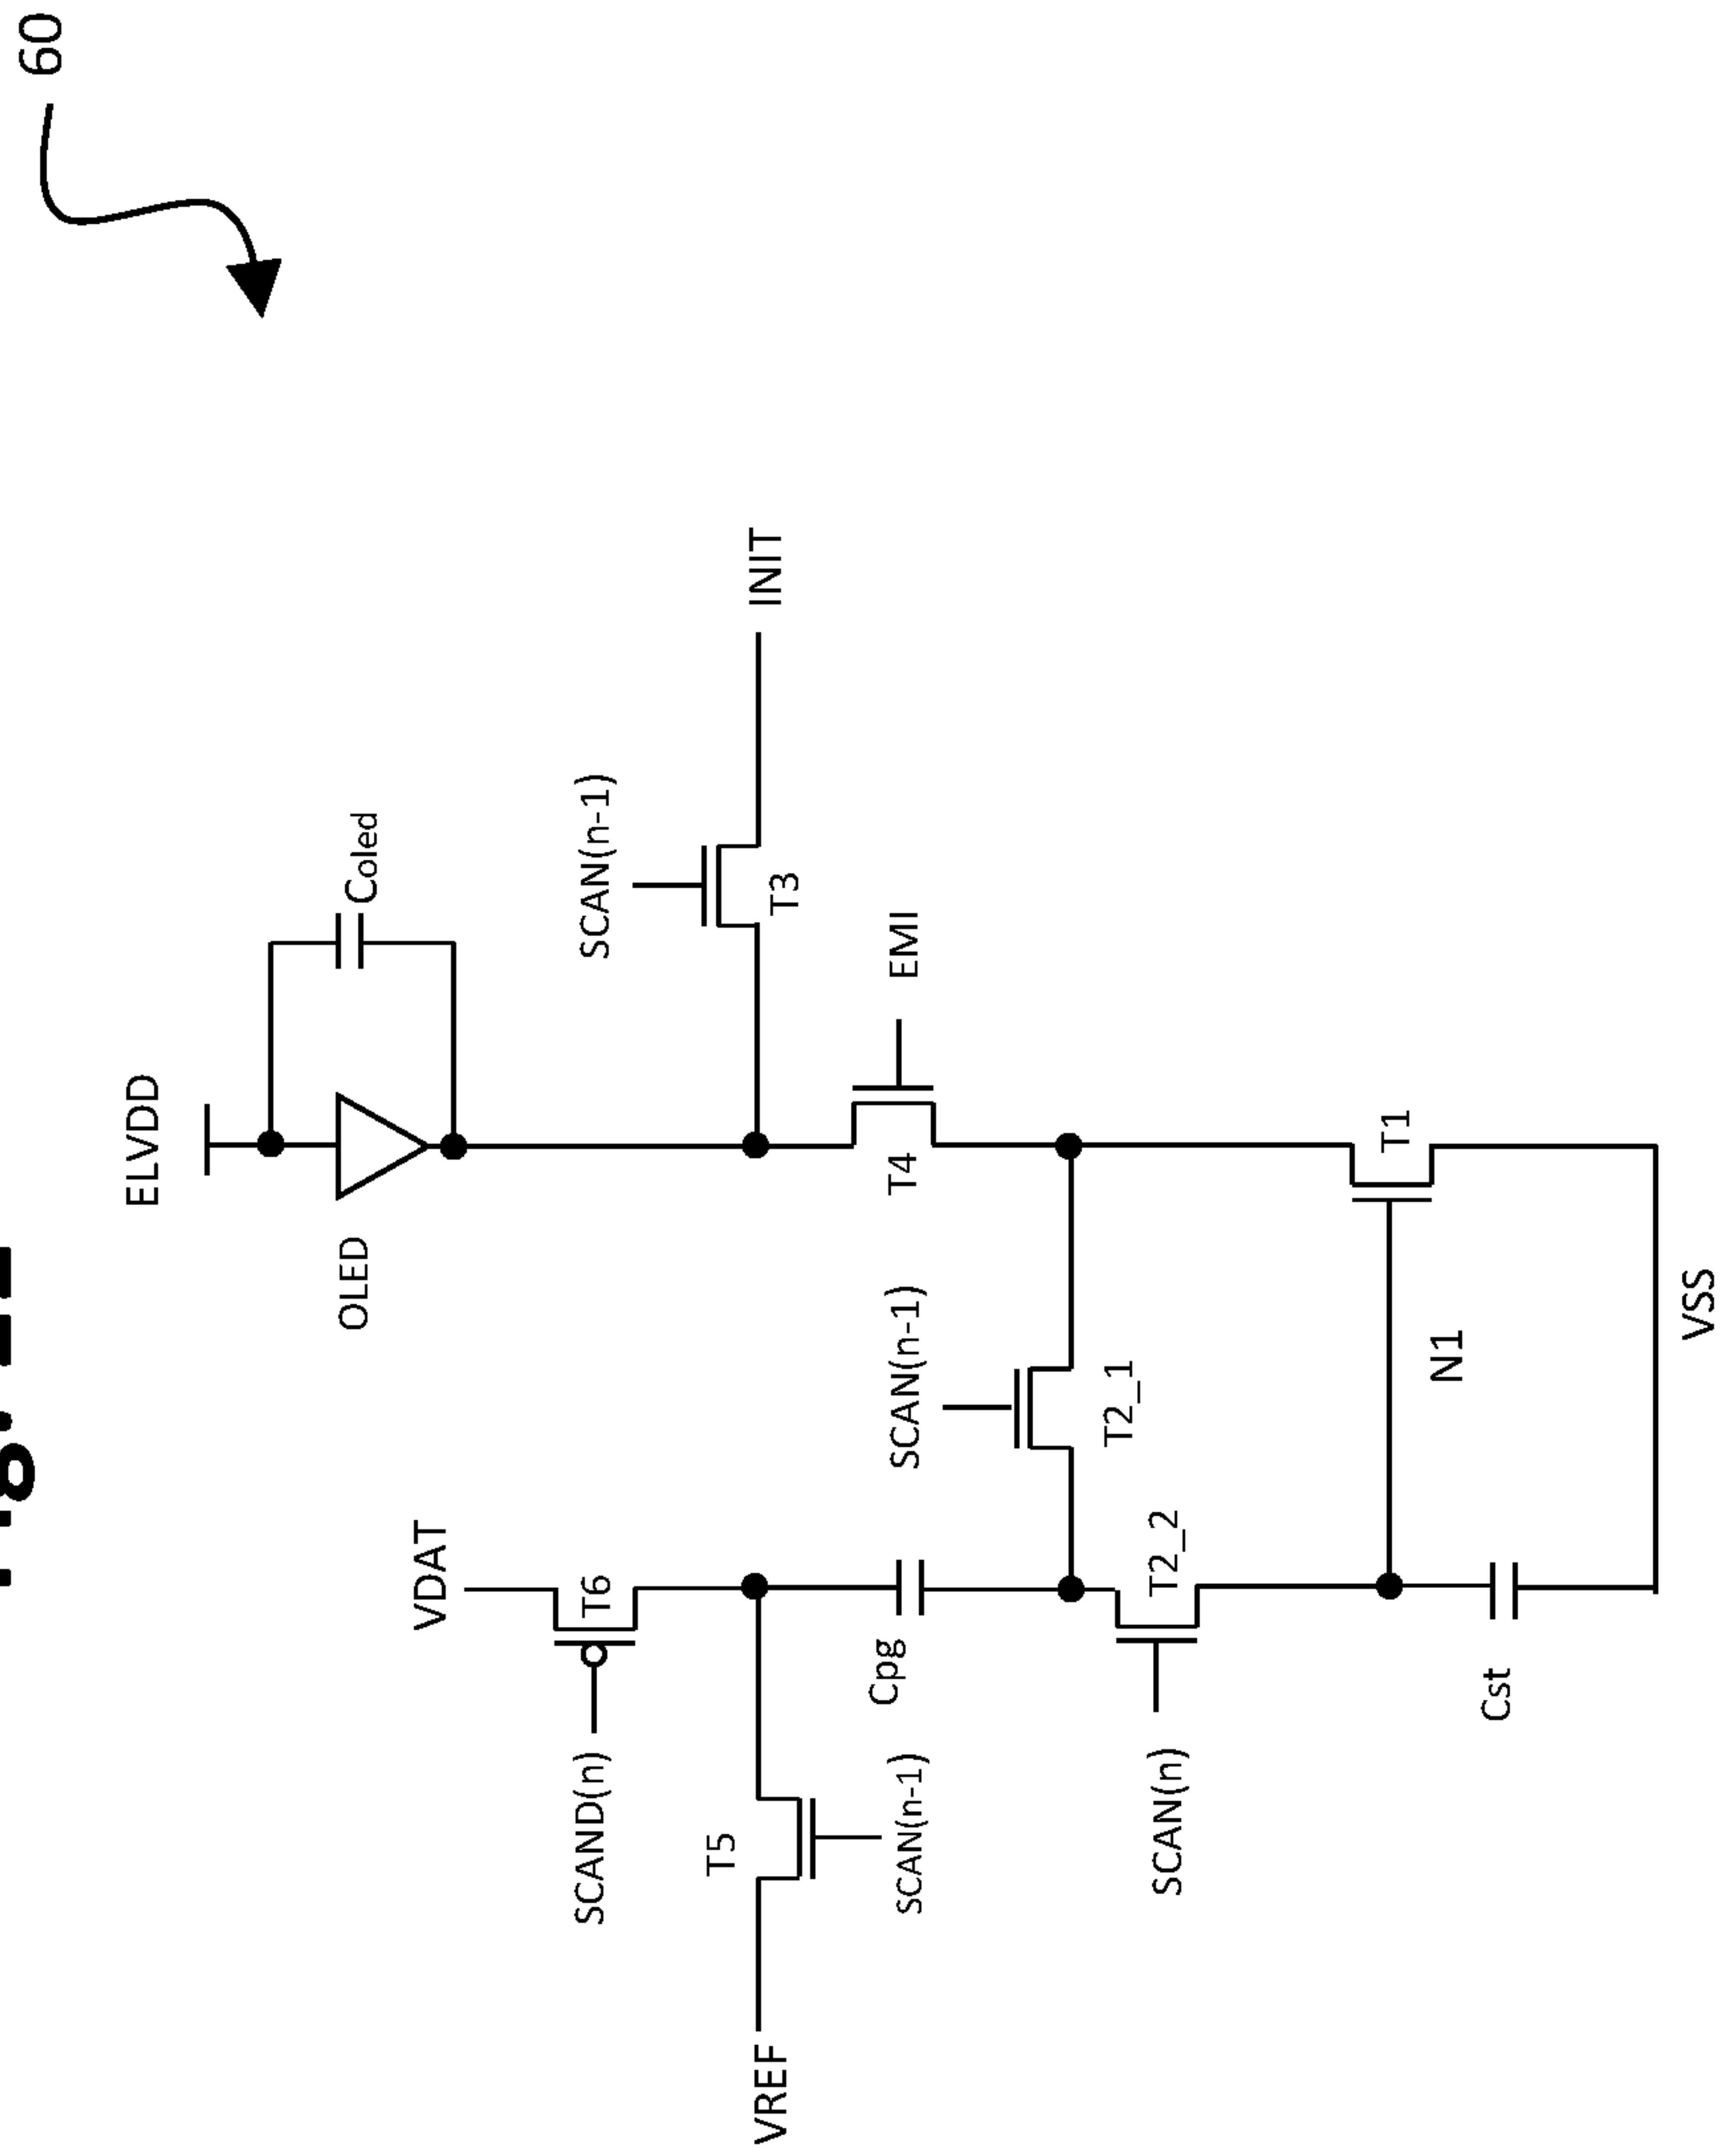 60
ELVDD
OLED
Coled
VDAT
SCAND(n)
T6
SCAN(n-1)
T3
INIT
VREF
T5
SCAN(n-1)
Cpg
SCAN(n-1)
T2_1
T4
EMI
SCAN(n)
T2_2
T1
N1
Cst
VSS